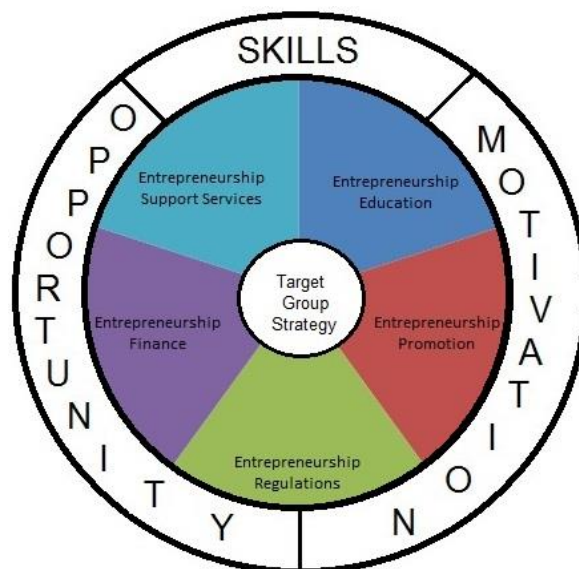 SKILLS
OPPORTUNITY
MOTIVATION
Entrepreneurship
Support Services
Entrepreneurship
Education
Target
Group
Strategy
Entrepreneurship
Finance
Entrepreneurship
Promotion
Entrepreneurship
Regulations